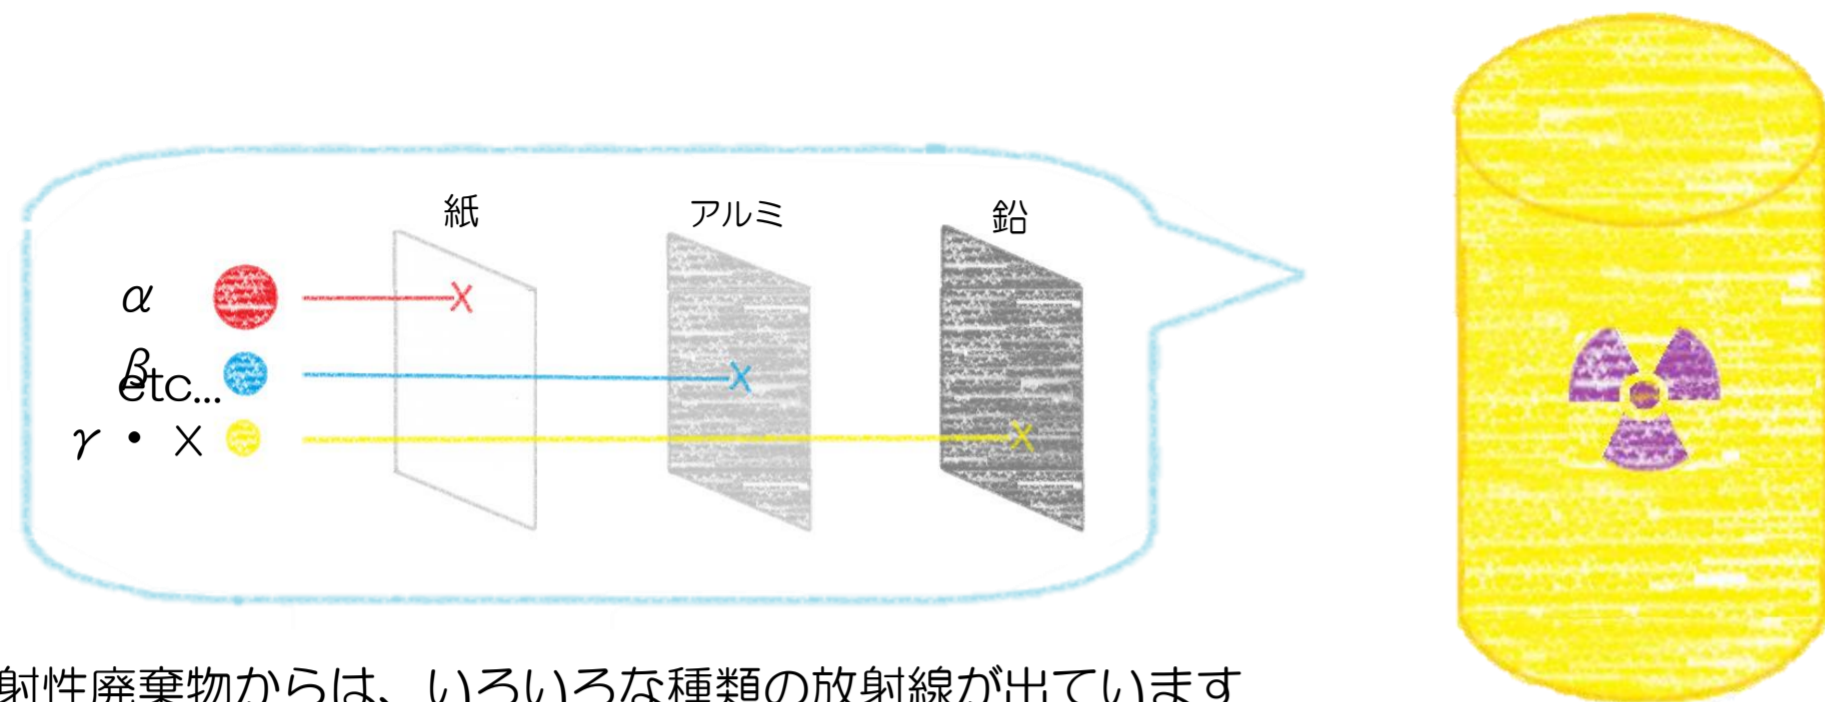 紙 アルミ 鉛
α
β
etc...
γ・X
射性廃棄物からは、いろいろな種類の放射線が出ています